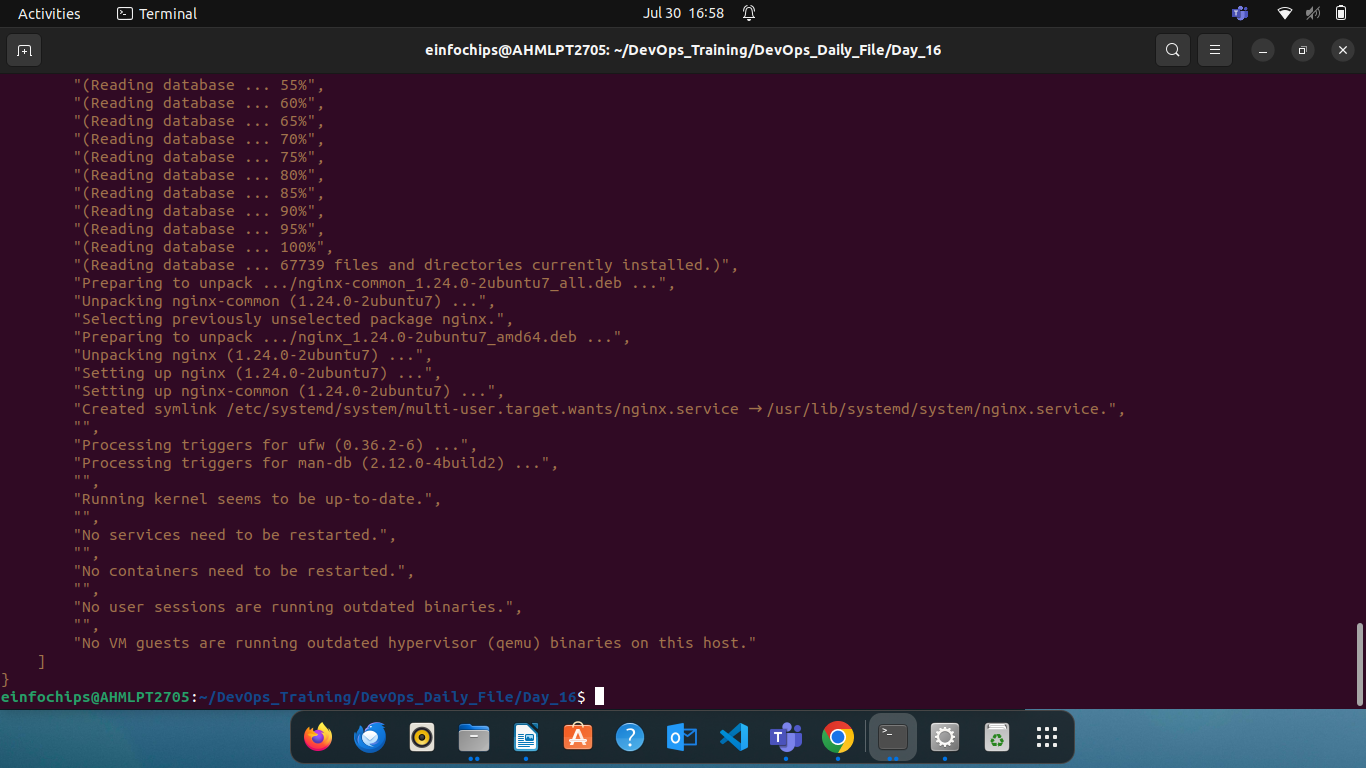 Activities
Terminal
Jul 30 16:58
einfochips@AHMLPT2705: ~/DevOps_Training/DevOps_Daily_File/Day_16
"(Reading database ... 55%",
"(Reading database ... 60%",
"(Reading database ... 65%",
"(Reading database ... 70%",
"(Reading database ... 75%",
"(Reading database ... 80%",
"(Reading database ... 85%",
"(Reading database ... 90%",
"(Reading database ... 95%",
"(Reading database ... 100%",
"(Reading database ... 67739 files and directories currently installed.)",
"Preparing to unpack .../nginx-common_1.24.0-2ubuntu7_all.deb ...",
"Unpacking nginx-common (1.24.0-2ubuntu7) ...",
"Selecting previously unselected package nginx.",
"Preparing to unpack .../nginx_1.24.0-2ubuntu7_amd64.deb ...",
"Unpacking nginx (1.24.0-2ubuntu7) ...",
"Setting up nginx (1.24.0-2ubuntu7) ...",
"Setting up nginx-common (1.24.0-2ubuntu7) ...",
"Created symlink /etc/systemd/system/multi-user.target.wants/nginx.service → /usr/lib/systemd/system/nginx.service.",
"",
"Processing triggers for ufw (0.36.2-6) ...",
"Processing triggers for man-db (2.12.0-4build2) ...",
"",
"Running kernel seems to be up-to-date.",
"",
"No services need to be restarted.",
"",
"No containers need to be restarted.",
"",
"No user sessions are running outdated binaries.",
"",
"No VM guests are running outdated hypervisor (qemu) binaries on this host."
]
}
einfochips@AHMLPT2705:~/DevOps_Training/DevOps_Daily_File/Day_16$